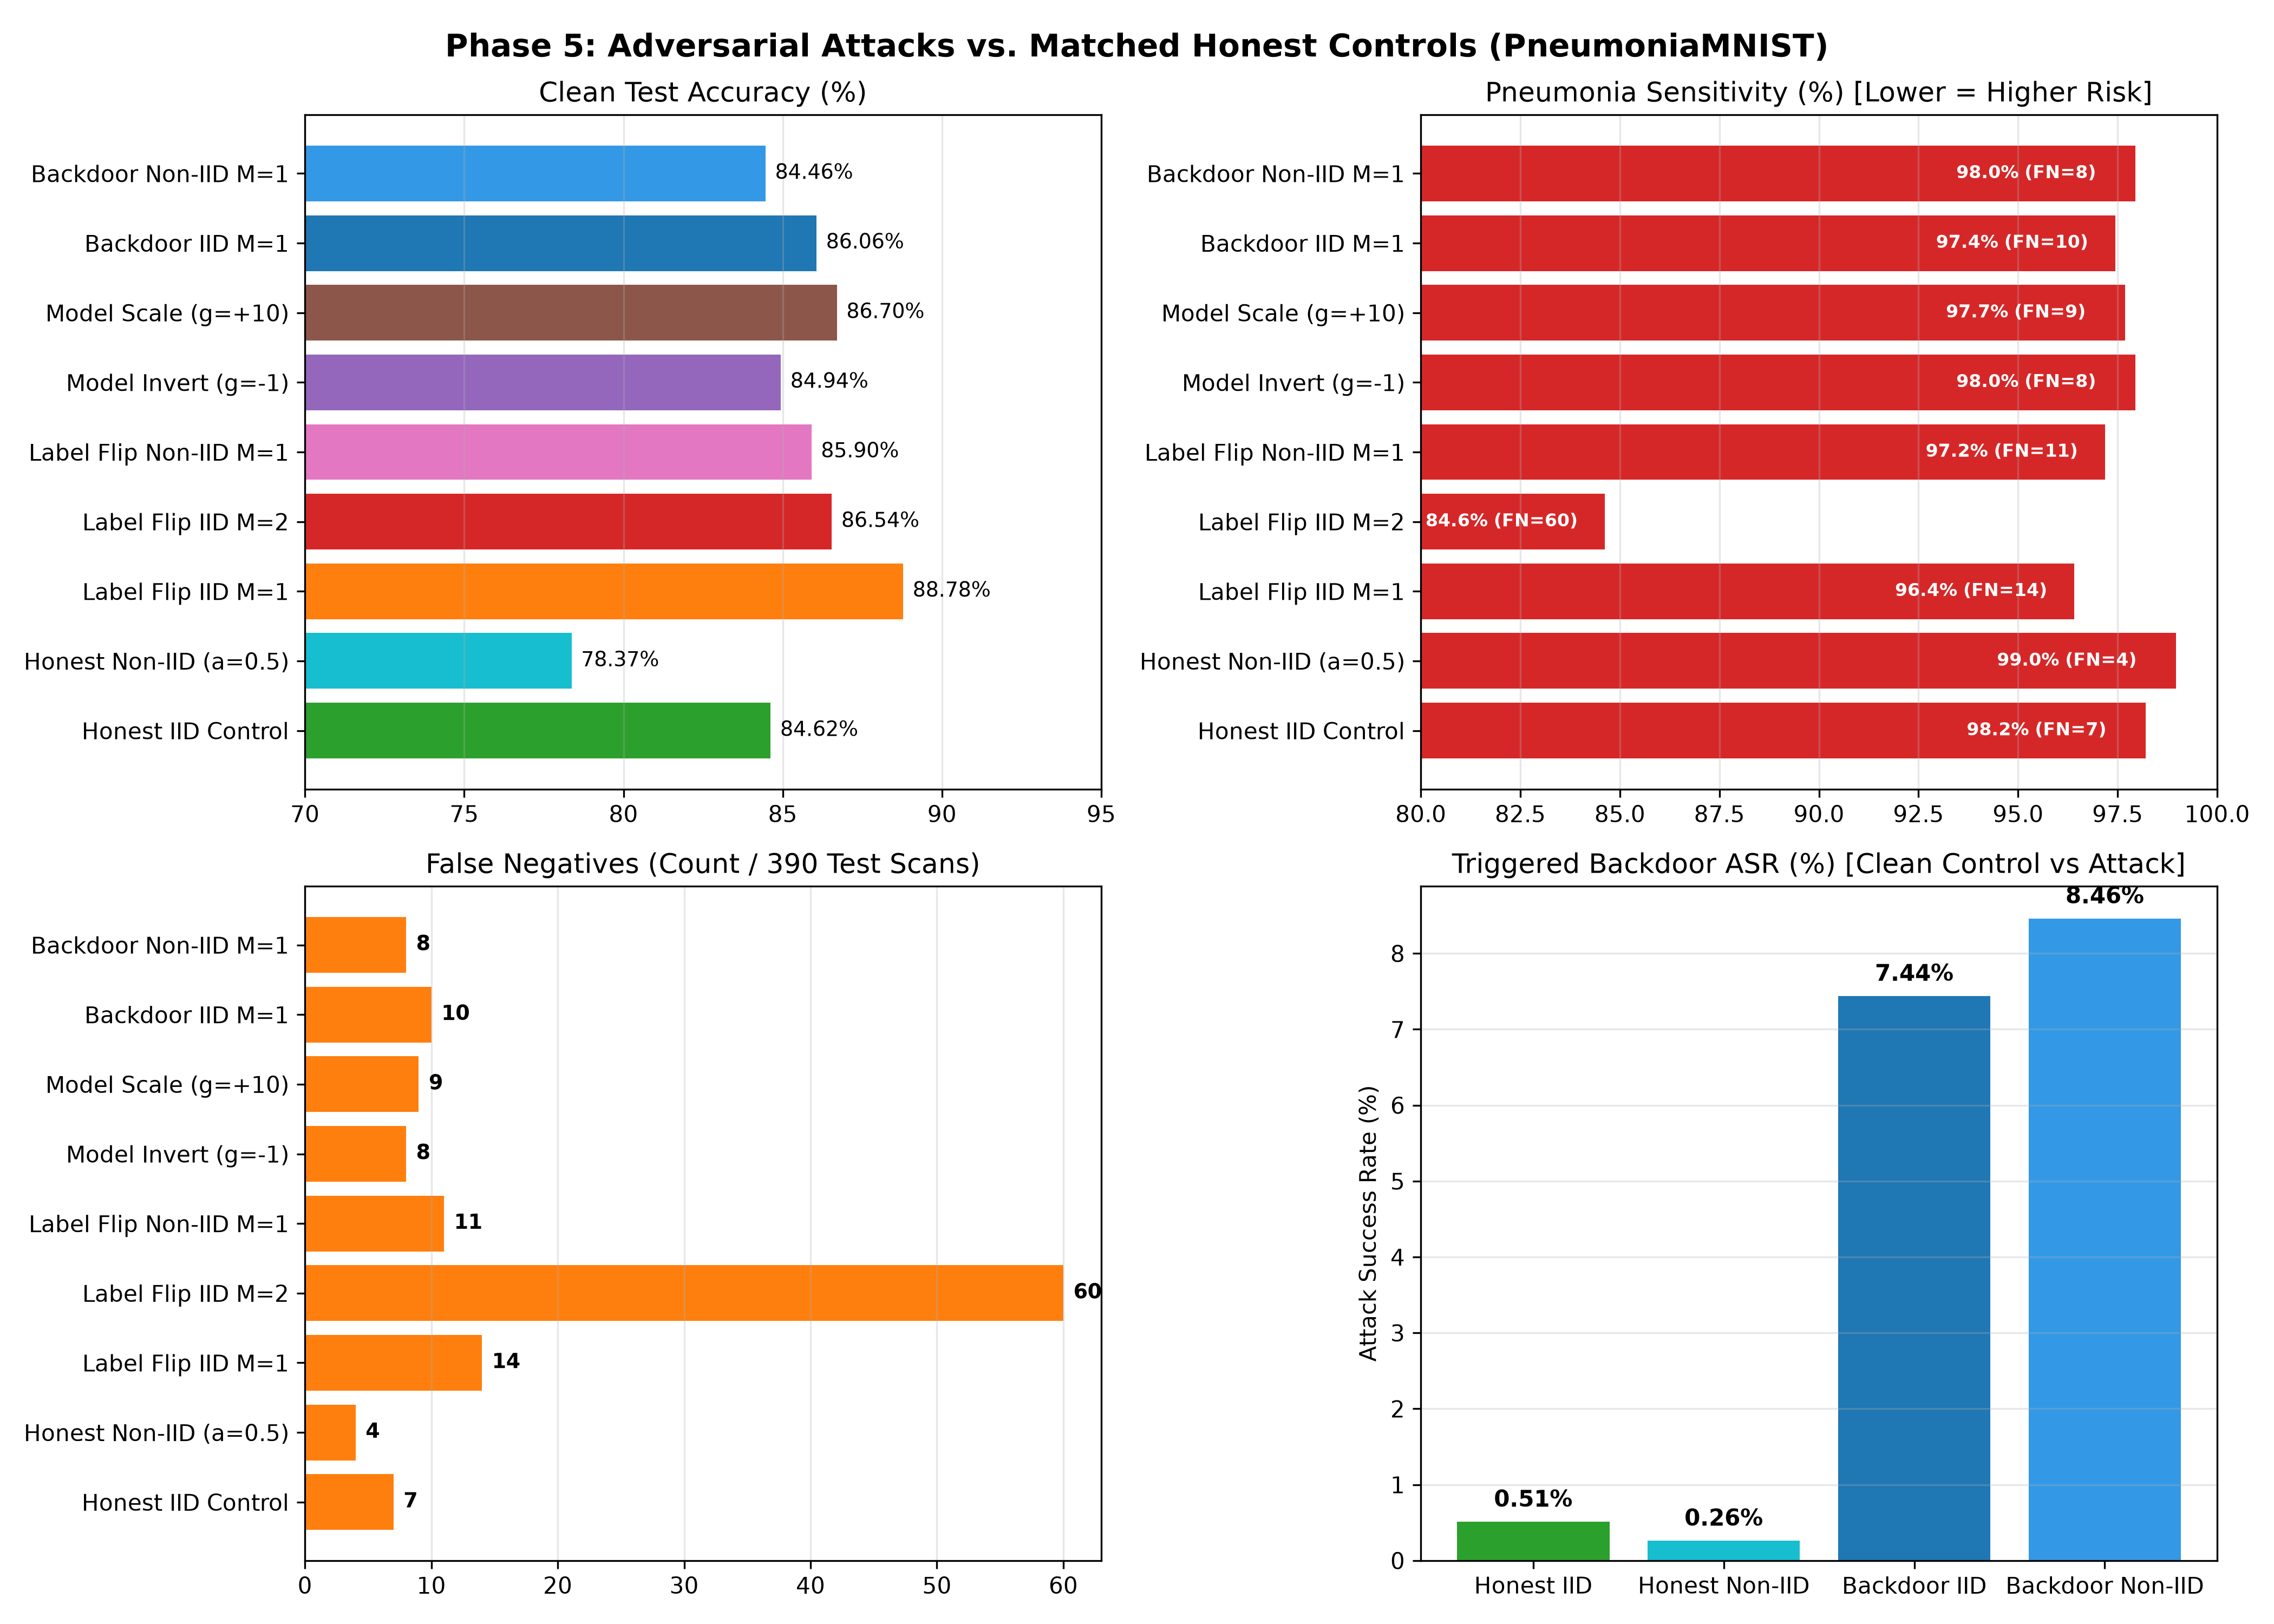 Phase 5: Adversarial Attacks vs. Matched Honest Controls (PneumoniaMNIST)
Clean Test Accuracy (%)
Backdoor Non-IID M=1
84.46%
Backdoor IID M=1
86.06%
Model Scale (g=+10)
86.70%
Model Invert (g=-1)
84.94%
Label Flip Non-IID M=1
85.90%
Label Flip IID M=2
86.54%
Label Flip IID M=1
88.78%
Honest Non-IID (a=0.5)
78.37%
Honest IID Control
84.62%
70 75 80 85 90 95
Pneumonia Sensitivity (%) [Lower = Higher Risk]
Backdoor Non-IID M=1
98.0% (FN=8)
Backdoor IID M=1
97.4% (FN=10)
Model Scale (g=+10)
97.7% (FN=9)
Model Invert (g=-1)
98.0% (FN=8)
Label Flip Non-IID M=1
97.2% (FN=11)
Label Flip IID M=2
84.6% (FN=60)
Label Flip IID M=1
96.4% (FN=14)
Honest Non-IID (a=0.5)
99.0% (FN=4)
Honest IID Control
98.2% (FN=7)
80.0 82.5 85.0 87.5 90.0 92.5 95.0 97.5 100.0
False Negatives (Count / 390 Test Scans)
Backdoor Non-IID M=1
8
Backdoor IID M=1
10
Model Scale (g=+10)
9
Model Invert (g=-1)
8
Label Flip Non-IID M=1
11
Label Flip IID M=2
60
Label Flip IID M=1
14
Honest Non-IID (a=0.5)
4
Honest IID Control
7
0 10 20 30 40 50 60
Triggered Backdoor ASR (%) [Clean Control vs Attack]
Attack Success Rate (%)
8
7
6
5
4
3
2
1
0
0.51%
0.26%
7.44%
8.46%
Honest IID Honest Non-IID Backdoor IID Backdoor Non-IID